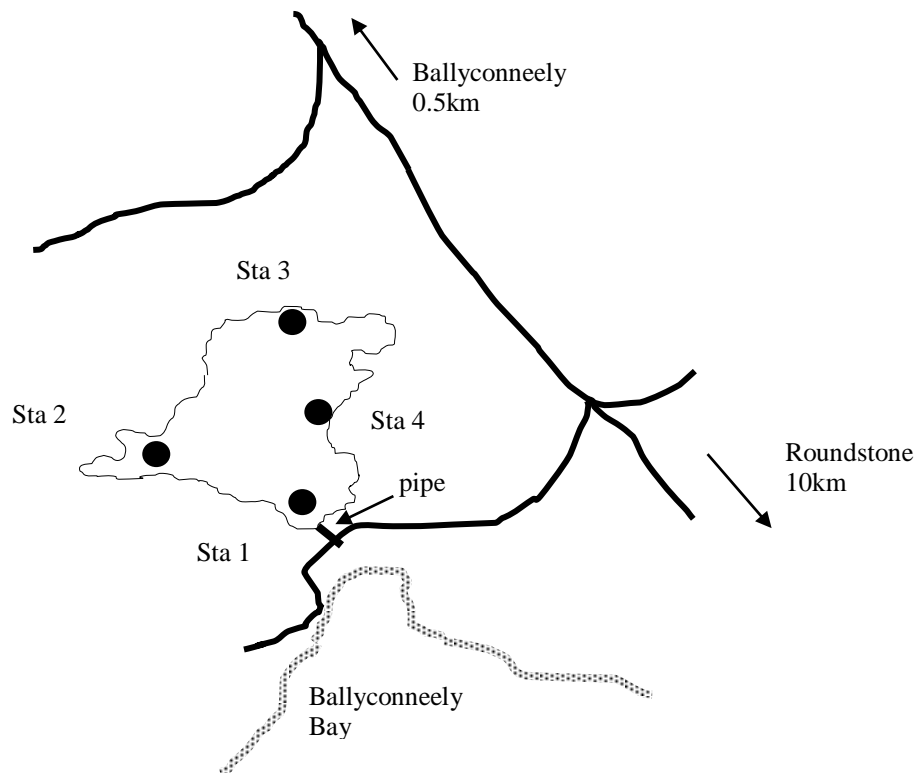 Ballyconneely
0.5km
Sta 3
Sta 2
Sta 4
Roundstone
10km
pipe
Sta 1
Ballyconneely
Bay